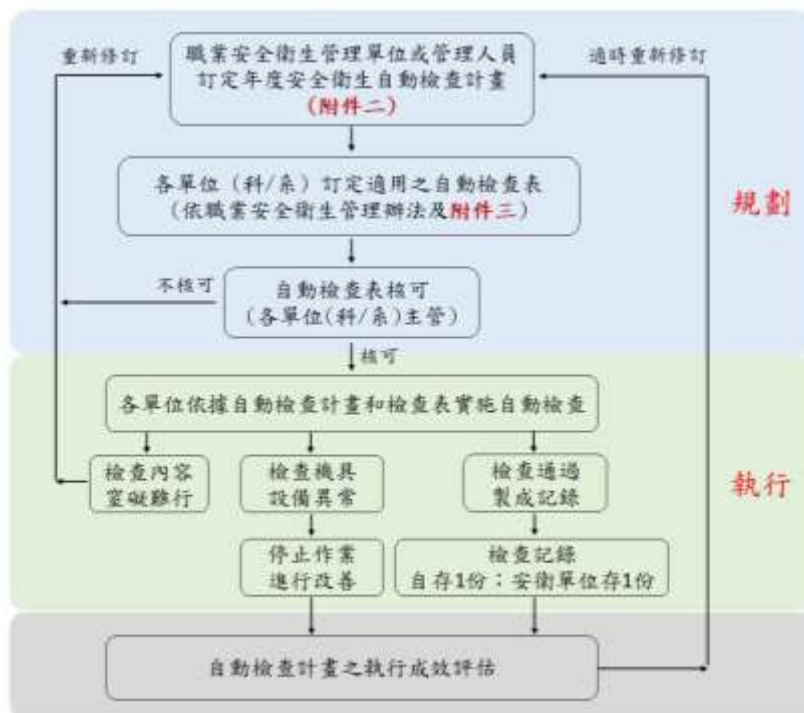 重新修訂
職業安全衛生管理單位或管理人員
訂定年度安全衛生自動檢查計畫
(附件二)
適時重新修訂
各單位(科/系)訂定適用之自動檢查表
(依職業安全衛生管理辦法及附件三)
規劃
不核可
自動檢查表核可
(各單位(科/系)主管)
核可
各單位依據自動檢查計畫和檢查表實施自動檢查
檢查內容
窒礙難行
檢查機具
設備異常
檢查通過
製成記錄
執行
停止作業
進行改善
檢查記錄
自存1份；安衛單位存1份
自動檢查計畫之執行成效評估